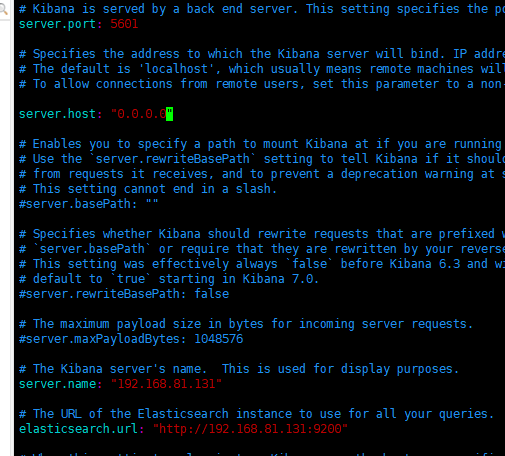 # Kibana is served by a back end server. This setting specifies the
server.port: 5601
# Specifies the address to which the Kibana server will bind. IP
# The default is 'localhost', which usually means remote machines
# To allow connections from remote users, set this parameter to a
server.host: "0.0.0.0"
# Enables you to specify a path to mount Kibana at if you are running
# Use the `server.rewriteBasePath` setting to tell Kibana if it
# from requests it receives, and to prevent a deprecation warning at
# This setting cannot end in a slash.
#server.basePath: ""
# Specifies whether Kibana should rewrite requests that are prefixed
# `server.basePath` or require that they are rewritten by your
# This setting was effectively always `false` before Kibana 6.3 and
# default to `true` starting in Kibana 7.0.
#server.rewriteBasePath: false
# The maximum payload size in bytes for incoming server requests.
#server.maxPayloadBytes: 1048576
# The Kibana server's name.  This is used for display purposes.
server.name: "192.168.81.131"
# The URL of the Elasticsearch instance to use for all your queries.
elasticsearch.url: "http://192.168.81.131:9200"